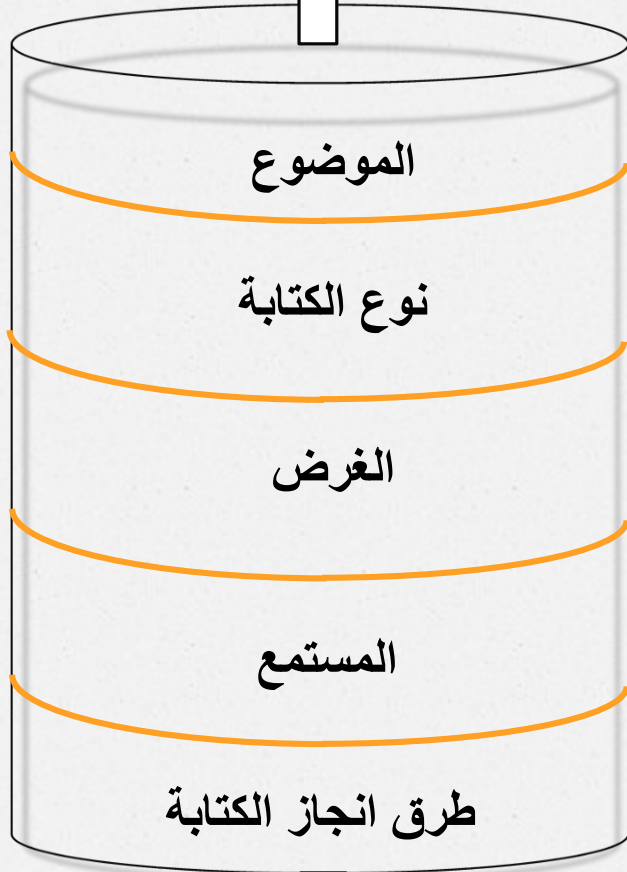 الموضوع
نوع الكتابة
الغرض
المستمع
طرق انجاز الكتابة